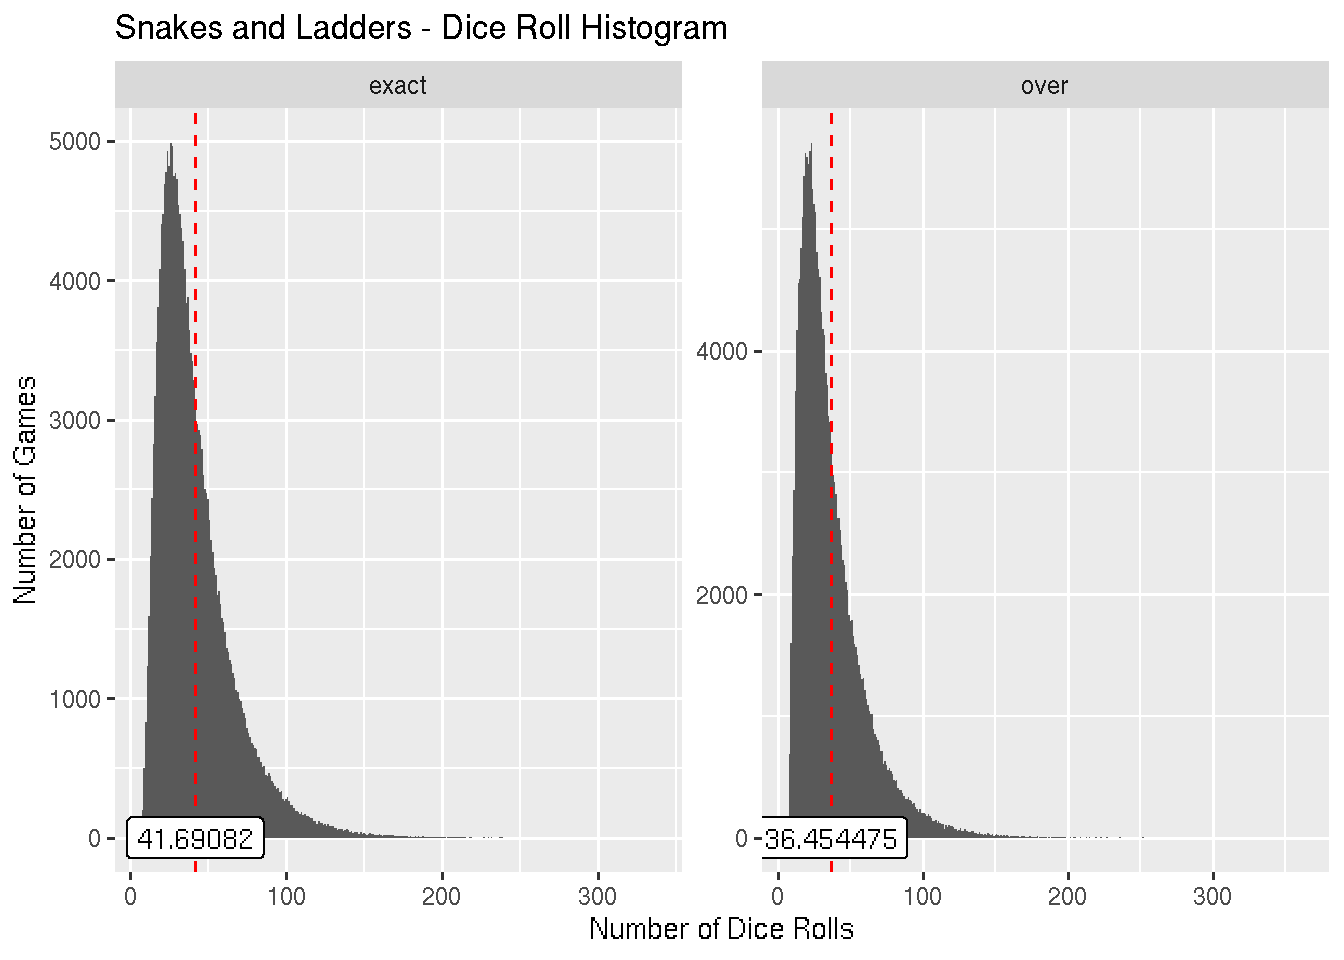 Snakes and Ladders - Dice Roll Histogram
exact
over
Number of Games
5000
4000
3000
2000
1000
0
4000
2000
0
41.69082
36.454475
0 100 200 300
0 100 200 300
Number of Dice Rolls